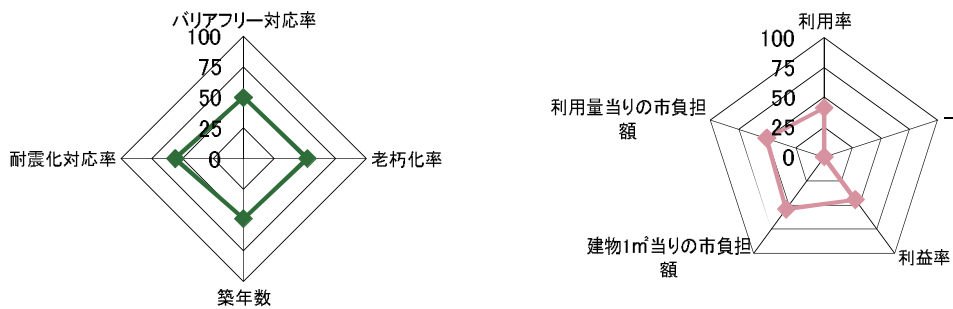 バリアフリー対応率
100
75
50
25
0
耐震化対応率
老朽化率
築年数
利用率
100
75
50
25
0
利用量当りの市負担
額
建物1㎡当りの市負担
額
利益率